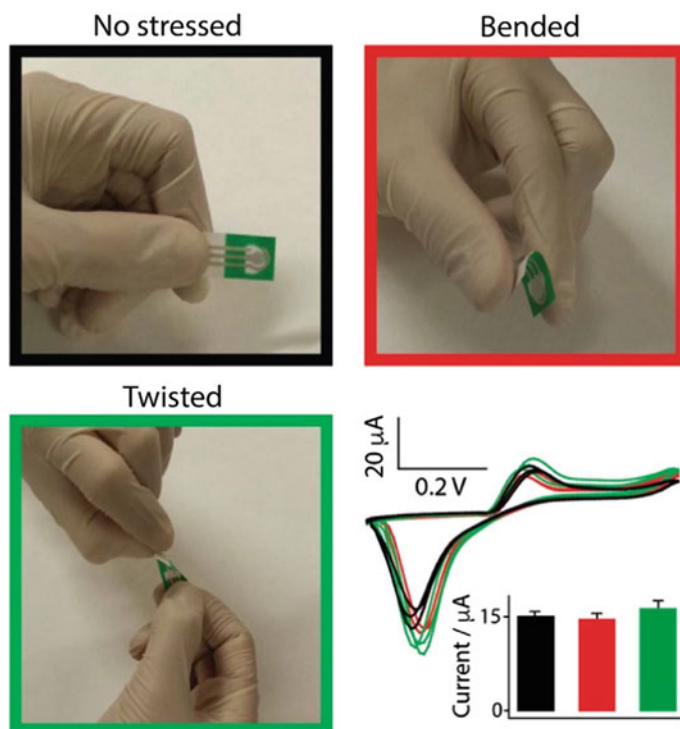 No stressed
Bended
Twisted
20 µA
0.2 V
Current / µA
15
0